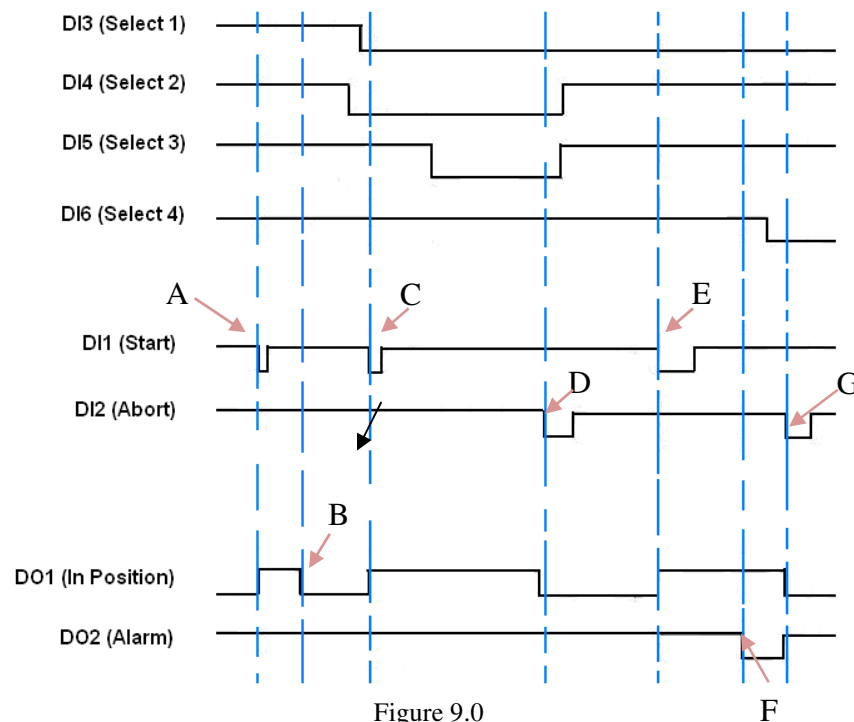 DI3 (Select 1)
DI4 (Select 2)
DI5 (Select 3)
DI6 (Select 4)
A
C
E
DI1 (Start)
D
G
DI2 (Abort)
B
DO1 (In Position)
DO2 (Alarm)
F
Figure 9.0